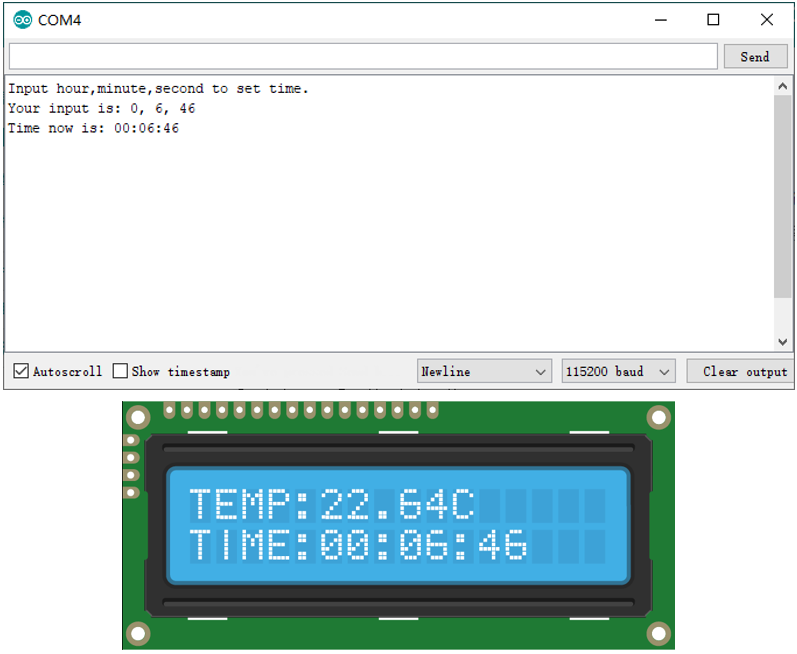 COM4
Send
Input hour,minute,second to set time.
Your input is: 0, 6, 46
Time now is: 00:06:46
Autoscroll Show timestamp Newline 115200 baud Clear output
TEMP:22.64C
TIME:00:06:46